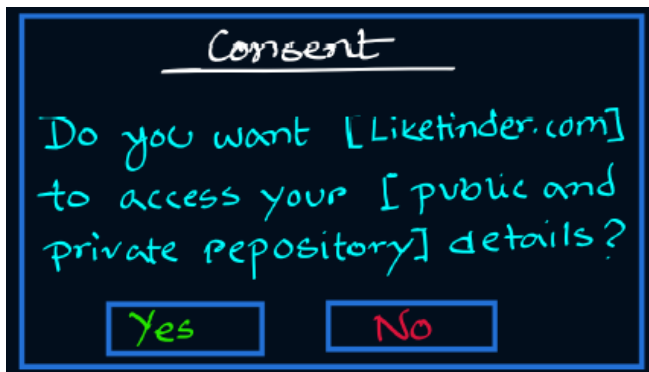 Consent
Do you want [Liketinder.com]
to access your [public and
private repository] details?
Yes No